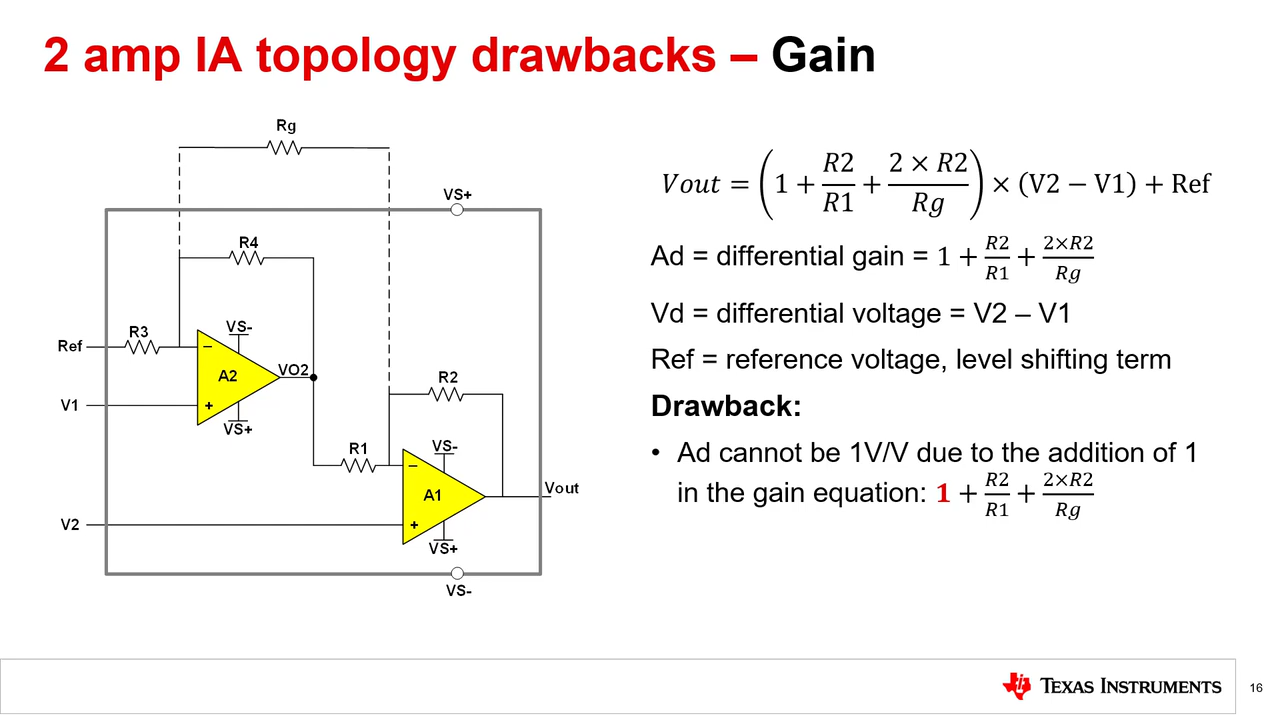 2 amp IA topology drawbacks – Gain
Rg
VS+
R4
R3
VS-
Ref
A2
VO2
V1
VS+
R2
R1
VS-
A1
Vout
V2
VS+
VS-
Vout = (1 + R2/R1 + 2 × R2/Rg) × (V2 − V1) + Ref
Ad = differential gain = 1 + R2/R1 + 2×R2/Rg
Vd = differential voltage = V2 – V1
Ref = reference voltage, level shifting term
Drawback:
• Ad cannot be 1V/V due to the addition of 1
in the gain equation: 1 + R2/R1 + 2×R2/Rg
TEXAS INSTRUMENTS
16